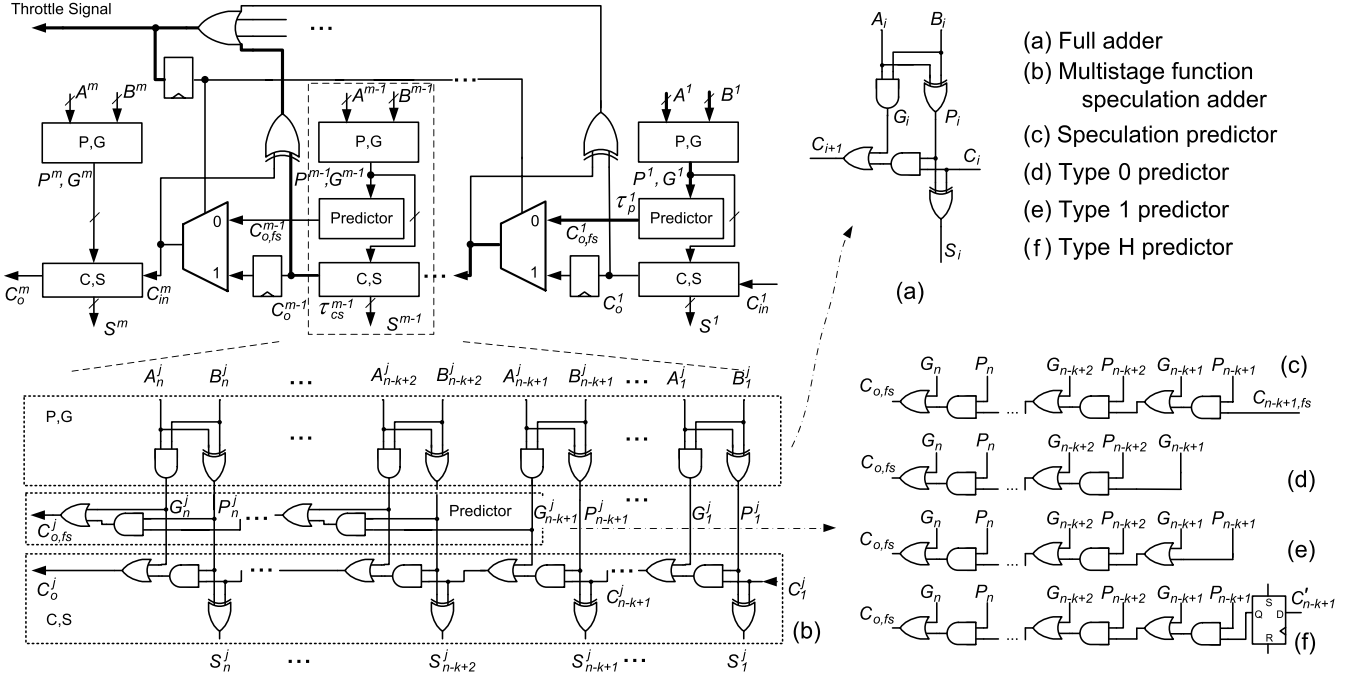 Throttle Signal
...
A^m B^m
P,G
P^m, G^m
C,S
C_o^m
C_in^m
S^m
...
0
1
A^{m-1} B^{m-1}
P,G
P^{m-1}, G^{m-1}
Predictor
C_{o,fs}^{m-1}
C,S
C_o^{m-1}
τ_{cs}^{m-1}
S^{m-1}
...
0
1
A^1 B^1
P,G
P^1, G^1
τ_p^1
Predictor
C_{o,fs}^1
C,S
C_o^1
C_{in}^1
S^1
A_i B_i
G_i P_i
C_{i+1} C_i
S_i
(a)
(a) Full adder
(b) Multistage function
speculation adder
(c) Speculation predictor
(d) Type 0 predictor
(e) Type 1 predictor
(f) Type H predictor
A_n^j B_n^j ... A_{n-k+2}^j B_{n-k+2}^j A_{n-k+1}^j B_{n-k+1}^j ... A_1^j B_1^j
P,G
... ...
G_n^j P_n^j ... Predictor G_{n-k+1}^j P_{n-k+1}^j ... G_1^j P_1^j
C_{o,fs}^j
C_o^j ... ... C_1^j
C_{n-k+1}^j
C,S
(b)
S_n^j ... S_{n-k+2}^j S_{n-k+1}^j ... S_1^j
G_n P_n G_{n-k+2} P_{n-k+2} G_{n-k+1} P_{n-k+1} (c)
C_{o,fs} ... C_{n-k+1,fs}
G_n P_n G_{n-k+2} P_{n-k+2} G_{n-k+1}
C_{o,fs} ... (d)
G_n P_n G_{n-k+2} P_{n-k+2} G_{n-k+1} P_{n-k+1}
C_{o,fs} ... (e)
G_n P_n G_{n-k+2} P_{n-k+2} G_{n-k+1} P_{n-k+1} C'_{n-k+1}
C_{o,fs} ... (f)
S
Q D
R